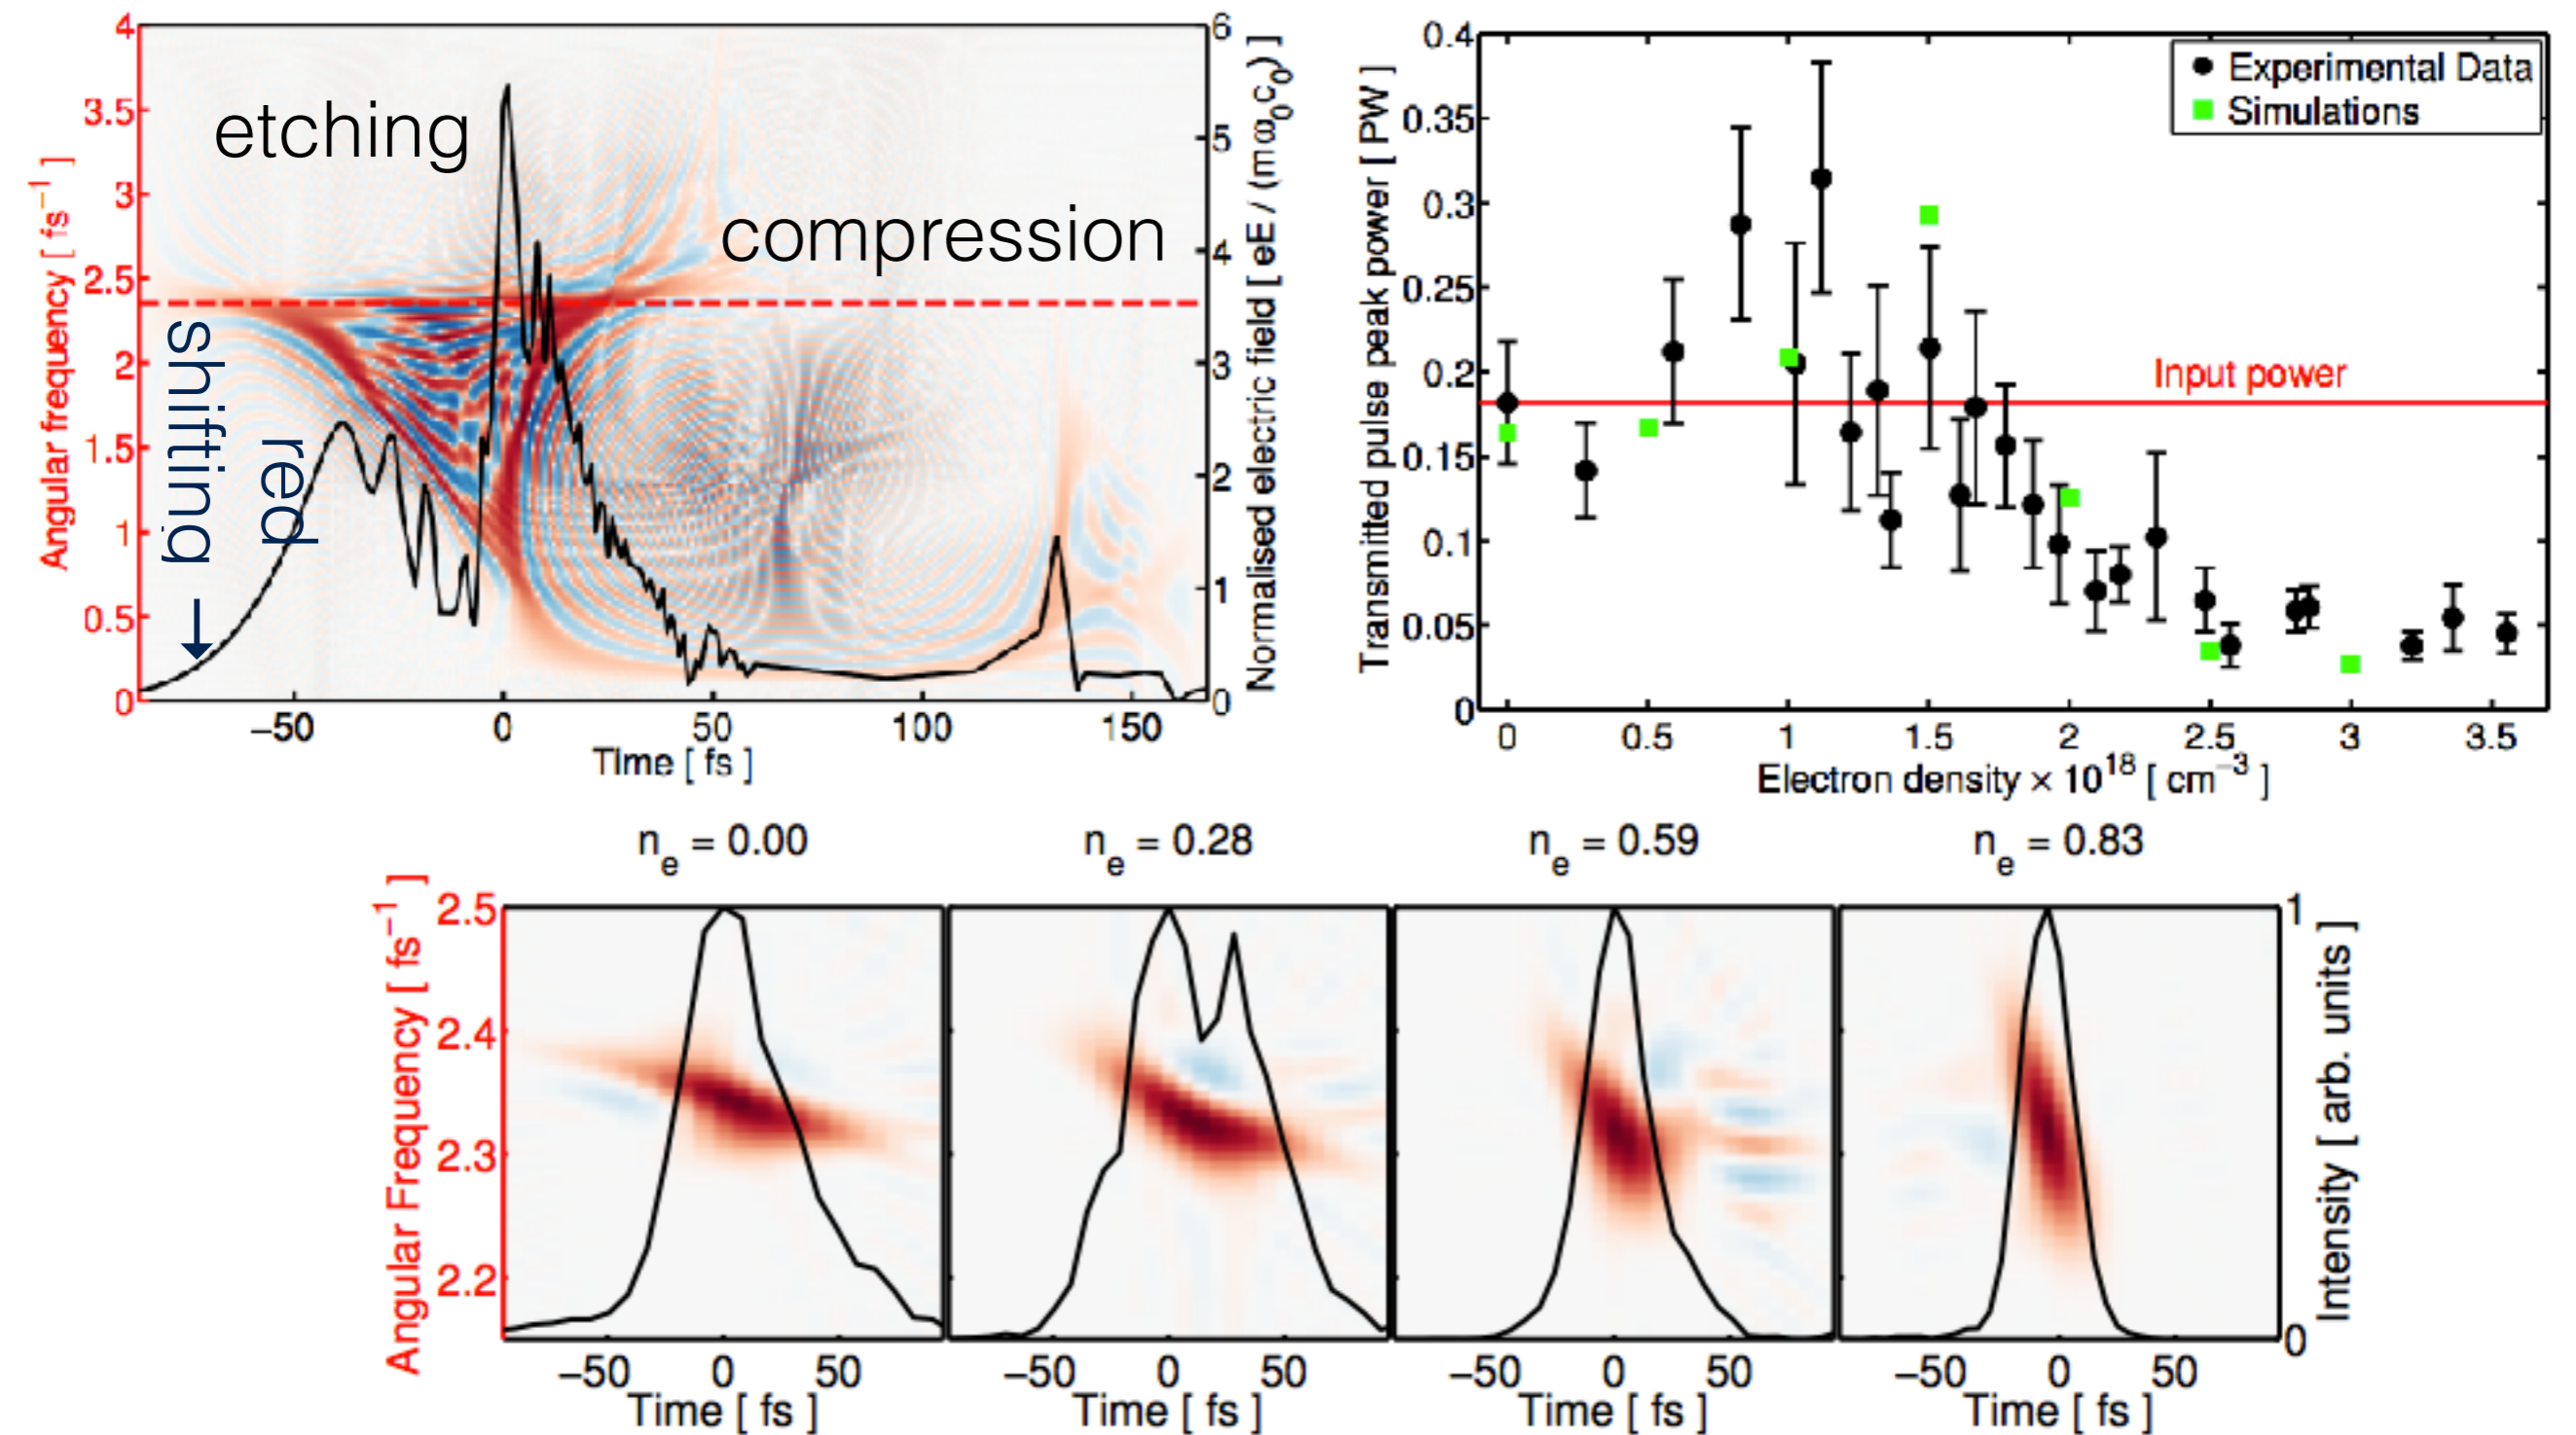 4
3.5
3
2.5
2
1.5
1
0.5
0
Angular frequency [ fs⁻¹ ]
etching
compression
shifting
red
→
6
5
4
3
2
1
0
Normalised electric field [ eE / (mω₀c₀) ]
−50 0 50 100 150
Time [ fs ]
0.4
0.35
0.3
0.25
0.2
0.15
0.1
0.05
0
Transmitted pulse peak power [ PW ]
Experimental Data
Simulations
Input power
0 0.5 1 1.5 2 2.5 3 3.5
Electron density × 10¹⁸ [ cm⁻³ ]
nₑ = 0.00 nₑ = 0.28 nₑ = 0.59 nₑ = 0.83
2.5
2.4
2.3
2.2
Angular Frequency [ fs⁻¹ ]
1
0
Intensity [ arb. units ]
−50 0 50 −50 0 50 −50 0 50 −50 0 50
Time [ fs ] Time [ fs ] Time [ fs ] Time [ fs ]